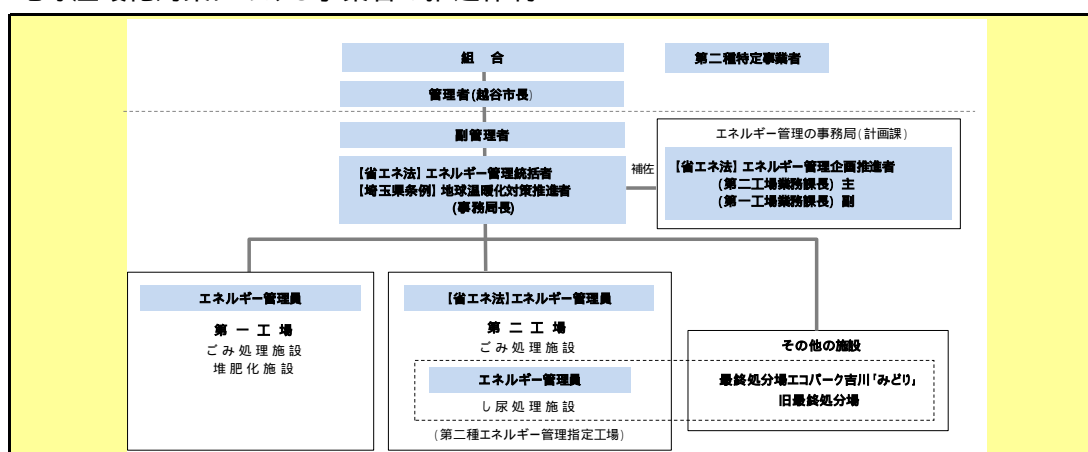 組 合
第二種特定事業者
管理者(越谷市長)
副管理者
エネルギー管理の事務局(計画課)
【省エネ法】エネルギー管理統括者
【埼玉県条例】地球温暖化対策推進者
(事務局長)
補佐
【省エネ法】エネルギー管理企画推進者
(第二工場業務課長) 主
(第一工場業務課長) 副
エネルギー管理員
第 一 工 場
ごみ処理施設
堆肥化施設
【省エネ法】エネルギー管理員
第 二 工 場
ごみ処理施設
エネルギー管理員
し尿処理施設
(第二種エネルギー管理指定工場)
その他の施設
最終処分場エコパーク吉川「みどり」
旧最終処分場